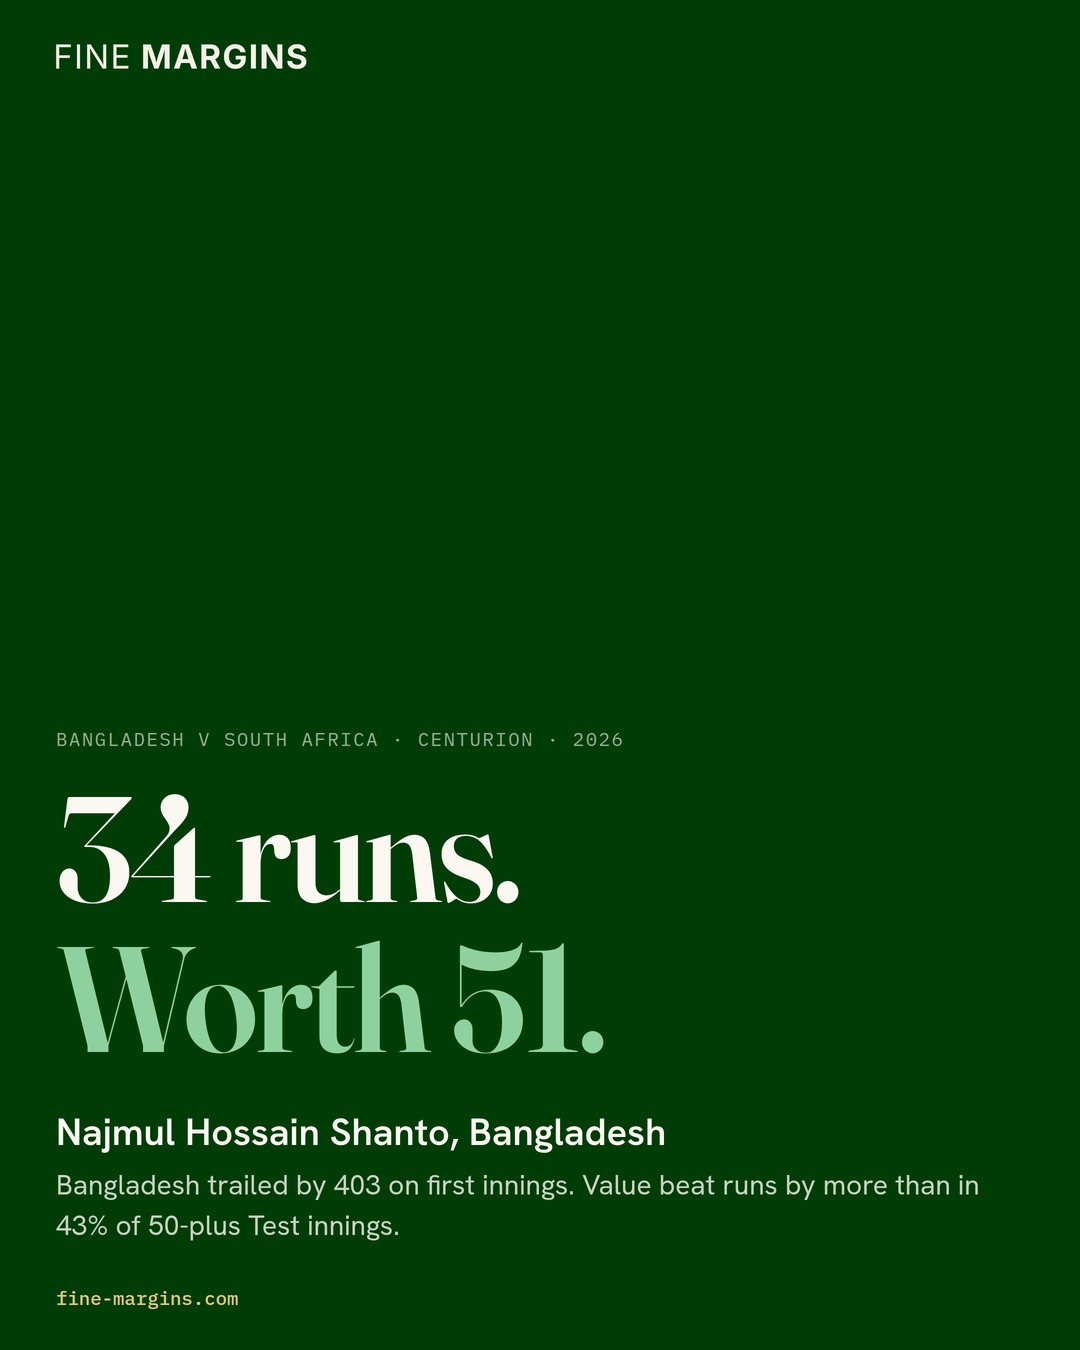 FINE MARGINS
BANGLADESH V SOUTH AFRICA · CENTURION · 2026
34 runs.
Worth 51.
Najmul Hossain Shanto, Bangladesh
Bangladesh trailed by 403 on first innings. Value beat runs by more than in
43% of 50-plus Test innings.
fine-margins.com